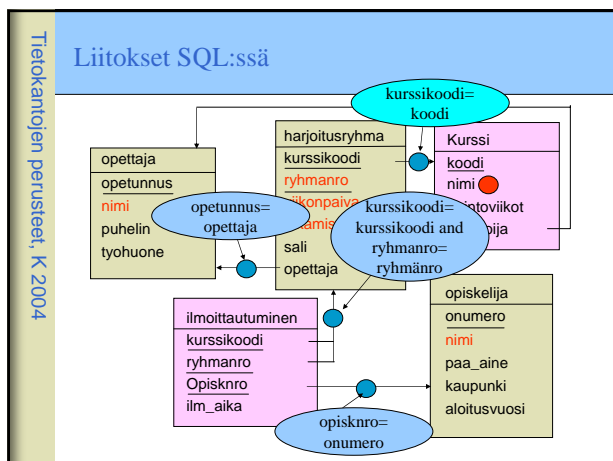 Tietokantojen perusteet, K 2004
Liitokset SQL:ssä
kurssikoodi=
koodi
opettaja
opetunnus
nimi
puhelin
tyohuone
harjoitusryhma
kurssikoodi
ryhmanro
sali
opettaja
Kurssi
koodi
nimi
opetunnus=
opettaja
kurssikoodi=
kurssikoodi and
ryhmanro=
ryhmänro
ilmoittautuminen
kurssikoodi
ryhmanro
Opisknro
ilm_aika
opiskelija
onumero
nimi
paa_aine
kaupunki
aloitusvuosi
opisknro=
onumero